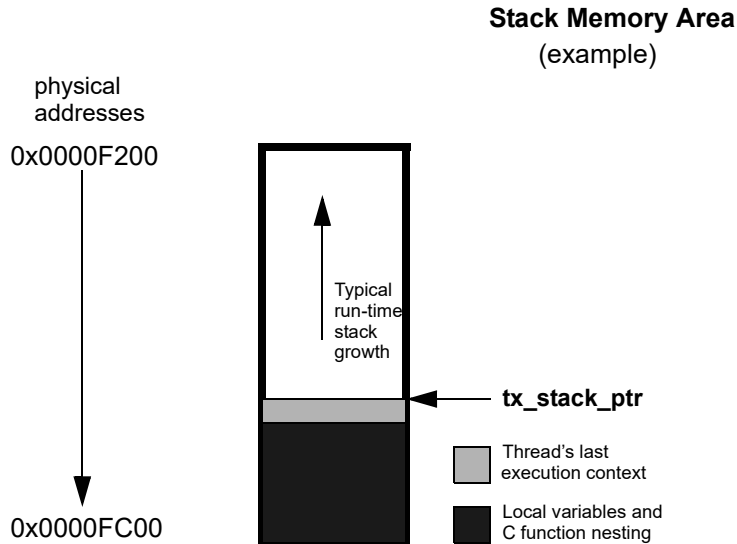 Stack Memory Area
(example)
physical
addresses
0x0000F200
Typical
run-time
stack
growth
tx_stack_ptr
Thread's last
execution context
Local variables and
C function nesting
0x0000FC00